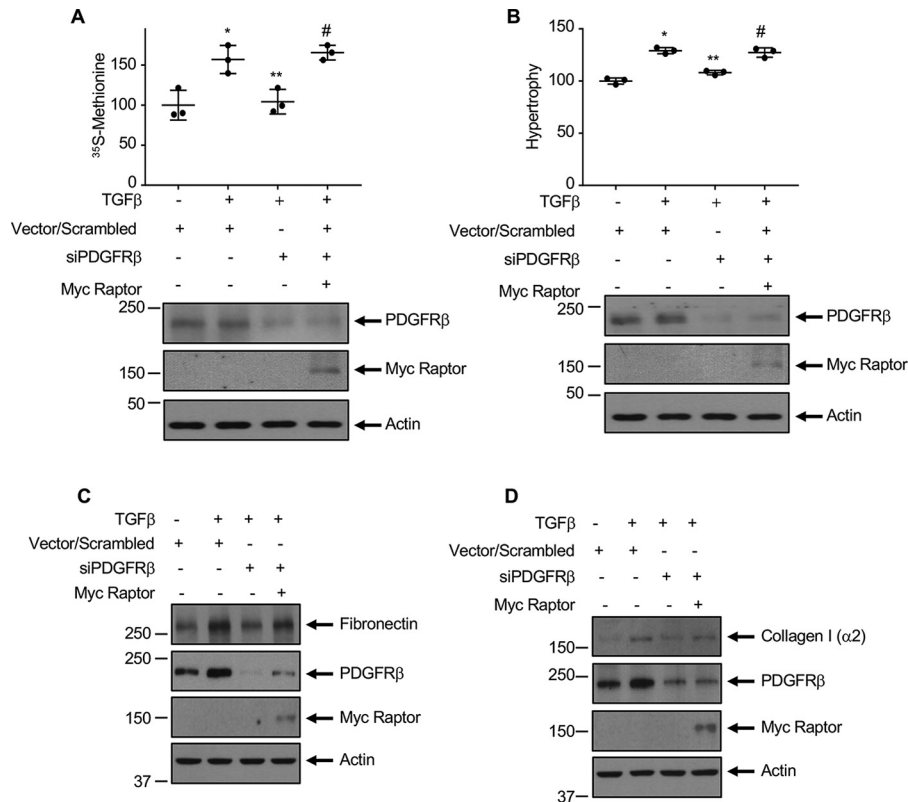 A
³⁵S-Methionine
150
100
50
0
*
**
#
TGFβ - + + +
Vector/Scrambled + + - +
siPDGFRβ - - + +
Myc Raptor - - - +
250
PDGFRβ
150
Myc Raptor
50
Actin
B
Hypertrophy
150
100
50
0
*
**
#
TGFβ - + + +
Vector/Scrambled + + - +
siPDGFRβ - - + +
Myc Raptor - - - +
250
PDGFRβ
150
Myc Raptor
50
Actin
C
TGFβ - + + +
Vector/Scrambled + + - -
siPDGFRβ - - + +
Myc Raptor - - - +
Fibronectin
250
250
PDGFRβ
150
Myc Raptor
Actin
37
D
TGFβ - + + +
Vector/Scrambled + + - -
siPDGFRβ - - + +
Myc Raptor - - - +
Collagen I (α2)
150
250
PDGFRβ
150
Myc Raptor
Actin
37